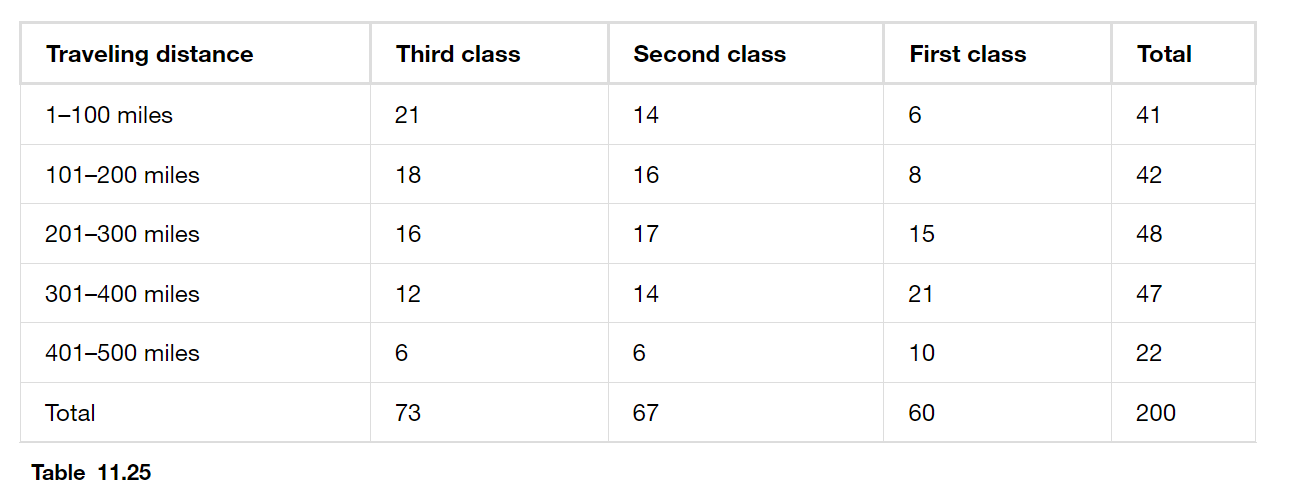 Traveling distance Third class Second class First class Total
1–100 miles 21 14 6 41
101–200 miles 18 16 8 42
201–300 miles 16 17 15 48
301–400 miles 12 14 21 47
401–500 miles 6 6 10 22
Total 73 67 60 200
Table 11.25